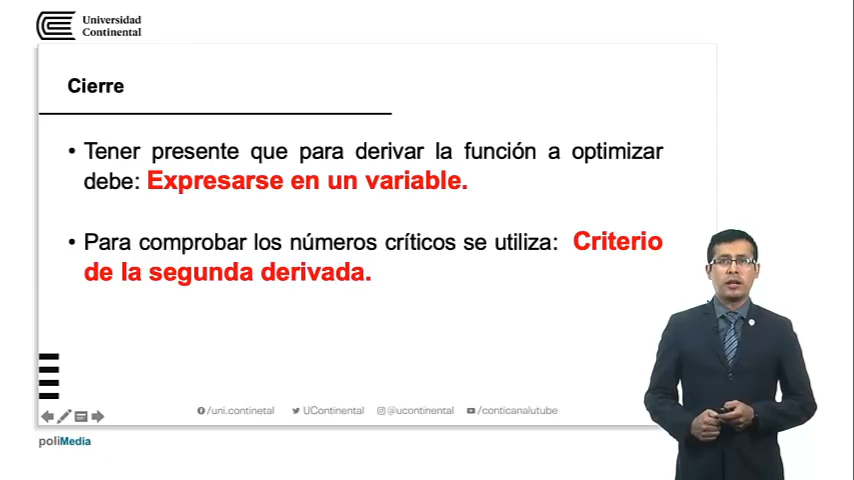 Universidad
Continental
Cierre
• Tener presente que para derivar la función a optimizar
debe: Expresarse en un variable.
• Para comprobar los números críticos se utiliza: Criterio
de la segunda derivada.
/uni.continetal UContinental @ucontinental /conticanalutube
poliMedia